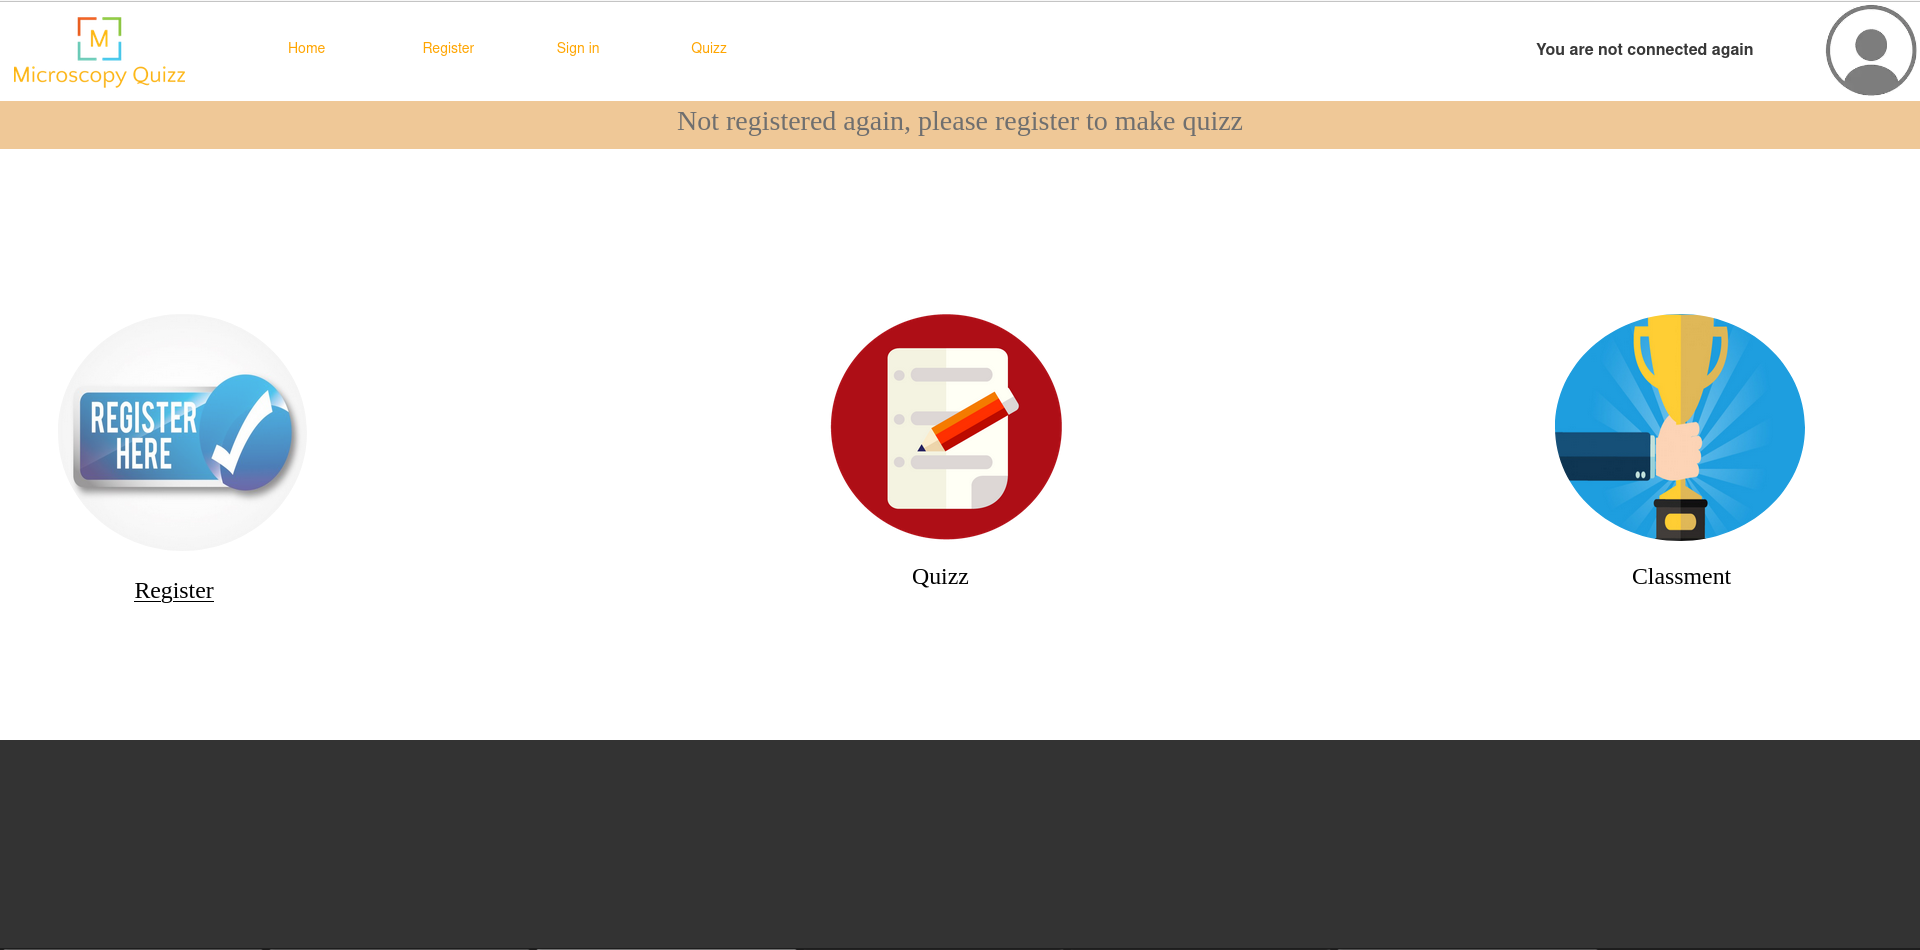 M
Microscopy Quizz
Home
Register
Sign in
Quizz
You are not connected again
Not registered again, please register to make quizz
REGISTER
HERE
Register
Quizz
Classment